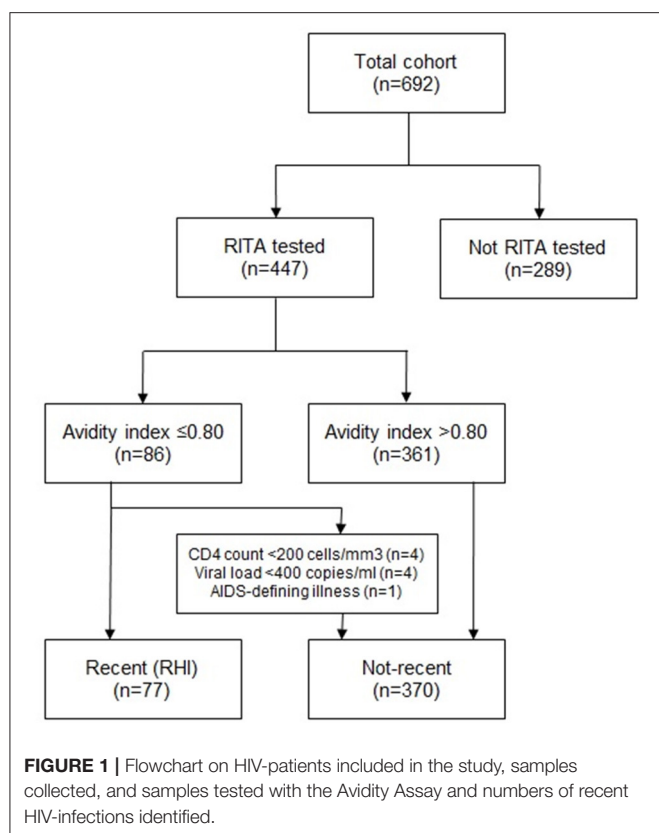 Total cohort
(n=692)
RITA tested
(n=447)
Not RITA tested
(n=289)
Avidity index ≤0.80
(n=86)
Avidity index >0.80
(n=361)
CD4 count <200 cells/mm3 (n=4)
Viral load <400 copies/ml (n=4)
AIDS-defining illness (n=1)
Recent (RHI)
(n=77)
Not-recent
(n=370)
FIGURE 1 | Flowchart on HIV-patients included in the study, samples
collected, and samples tested with the Avidity Assay and numbers of recent
HIV-infections identified.